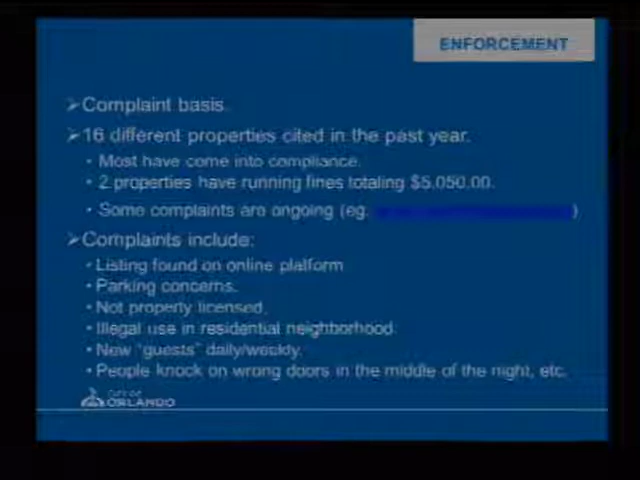 ENFORCEMENT
➢Complaint basis.
➢16 different properties cited in the past year.
• Most have come into compliance.
• 2 properties have running fines totaling $5,050.00.
• Some complaints are ongoing (eg. )
➢Complaints include:
• Listing found on online platform
• Parking concerns.
• Not property licensed.
• Illegal use in residential neighborhood.
• New "guests" daily/weekly.
• People knock on wrong doors in the middle of the night, etc.
CITY OF
ORLANDO